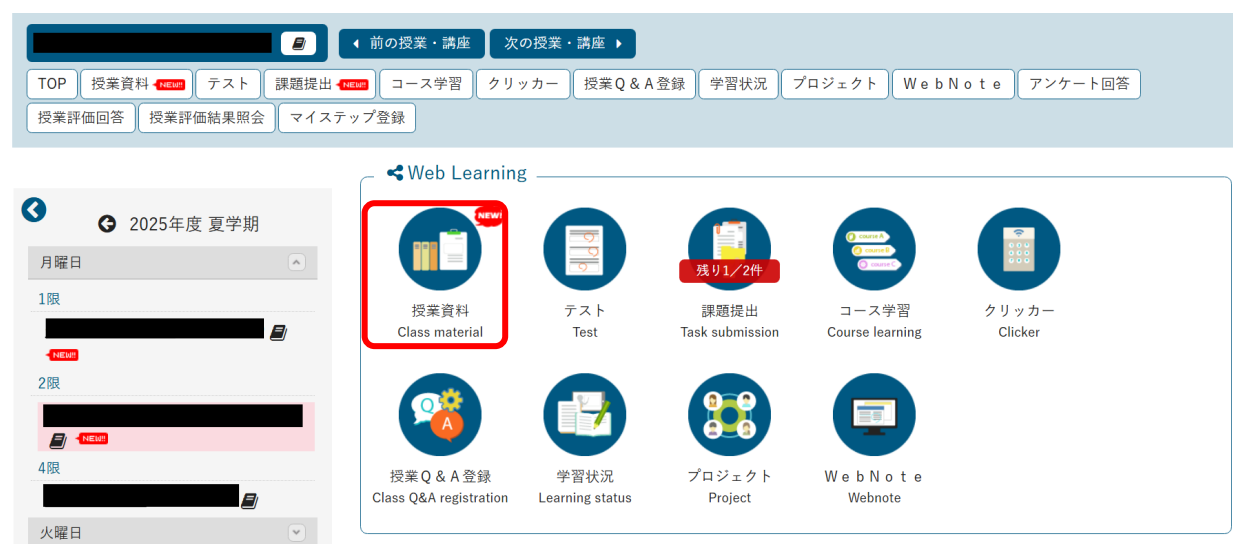 前の授業・講座 次の授業・講座
TOP 授業資料 NEW!! テスト 課題提出 NEW!! コース学習 クリッカー 授業Ｑ＆Ａ登録 学習状況 プロジェクト ＷｅｂＮｏｔｅ アンケート回答
授業評価回答 授業評価結果照会 マイステップ登録
2025年度 夏学期
月曜日
1限
NEW!!
2限
NEW!!
4限
火曜日
Web Learning
NEW!
残り1／2件
course A
course B
course C
授業資料 テスト 課題提出 コース学習 クリッカー
Class material Test Task submission Course learning Clicker
Q
A
授業Ｑ＆Ａ登録 学習状況 プロジェクト ＷｅｂＮｏｔｅ
Class Q&A registration Learning status Project Webnote